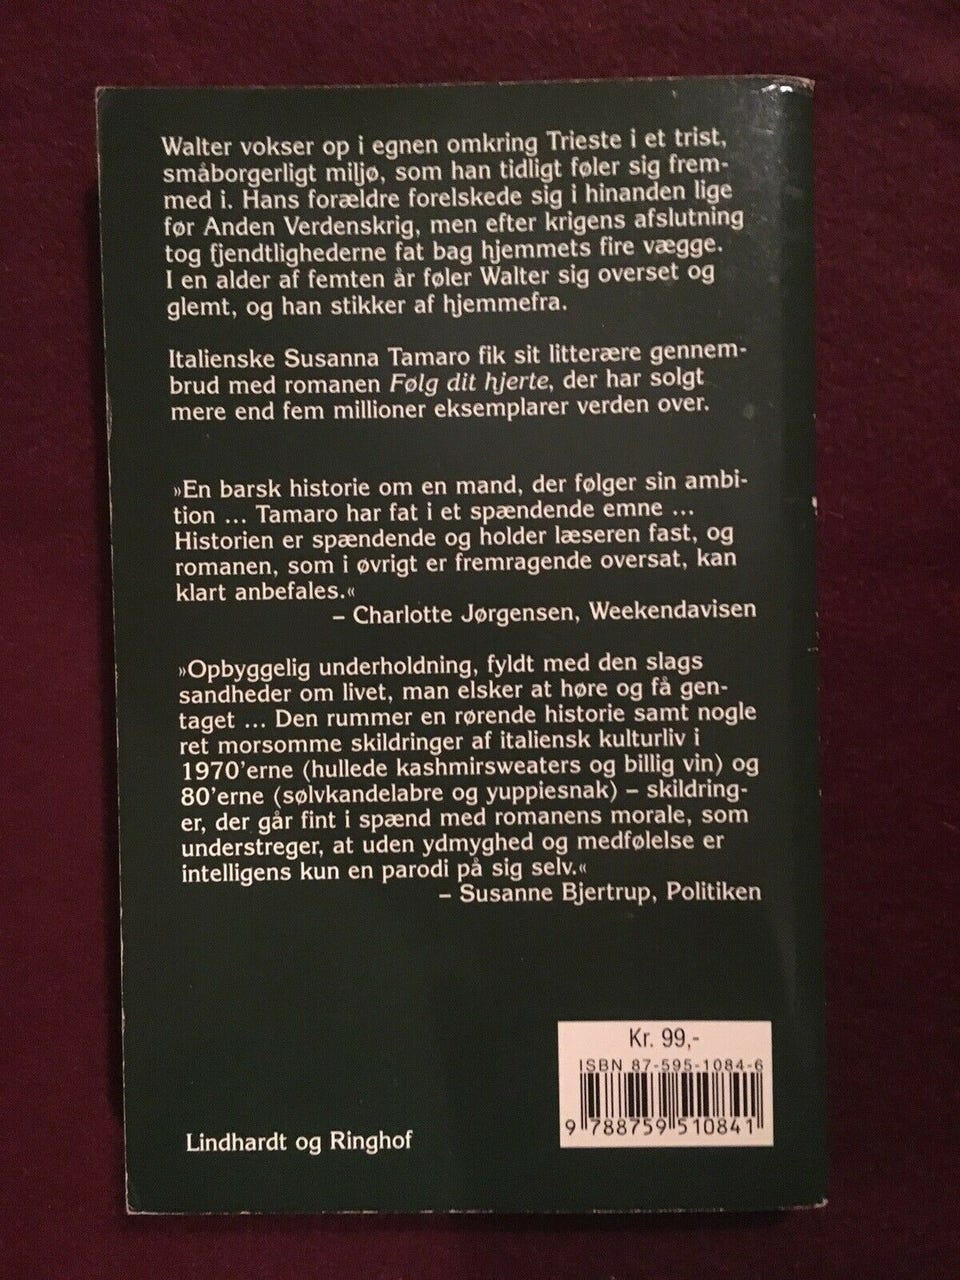 Walter vokser op i egnen omkring Trieste i et trist,
småborgerligt miljø, som han tidligt føler sig frem-
med i. Hans forældre forelskede sig i hinanden lige
før Anden Verdenskrig, men efter krigens afslutning
tog fjendtlighederne fat bag hjemmets fire vægge.
I en alder af femten år føler Walter sig overset og
glemt, og han stikker af hjemmefra.
Italienske Susanna Tamaro fik sit litterære gennem-
brud med romanen Følg dit hjerte, der har solgt
mere end fem millioner eksemplarer verden over.
»En barsk historie om en mand, der følger sin ambi-
tion ... Tamaro har fat i et spændende emne ...
Historien er spændende og holder læseren fast, og
romanen, som i øvrigt er fremragende oversat, kan
klart anbefales.«
– Charlotte Jørgensen, Weekendavisen
»Opbyggelig underholdning, fyldt med den slags
sandheder om livet, man elsker at høre og få gen-
taget ... Den rummer en rørende historie samt nogle
ret morsomme skildringer af italiensk kulturliv i
1970'erne (hullede kashmirsweaters og billig vin) og
80'erne (sølvkandelabre og yuppiesnak) – skildring-
er, der går fint i spænd med romanens morale, som
understreger, at uden ydmyghed og medfølelse er
intelligens kun en parodi på sig selv.«
– Susanne Bjertrup, Politiken
Kr. 99,-
ISBN 87-595-1084-6
9 788759 510841
Lindhardt og Ringhof